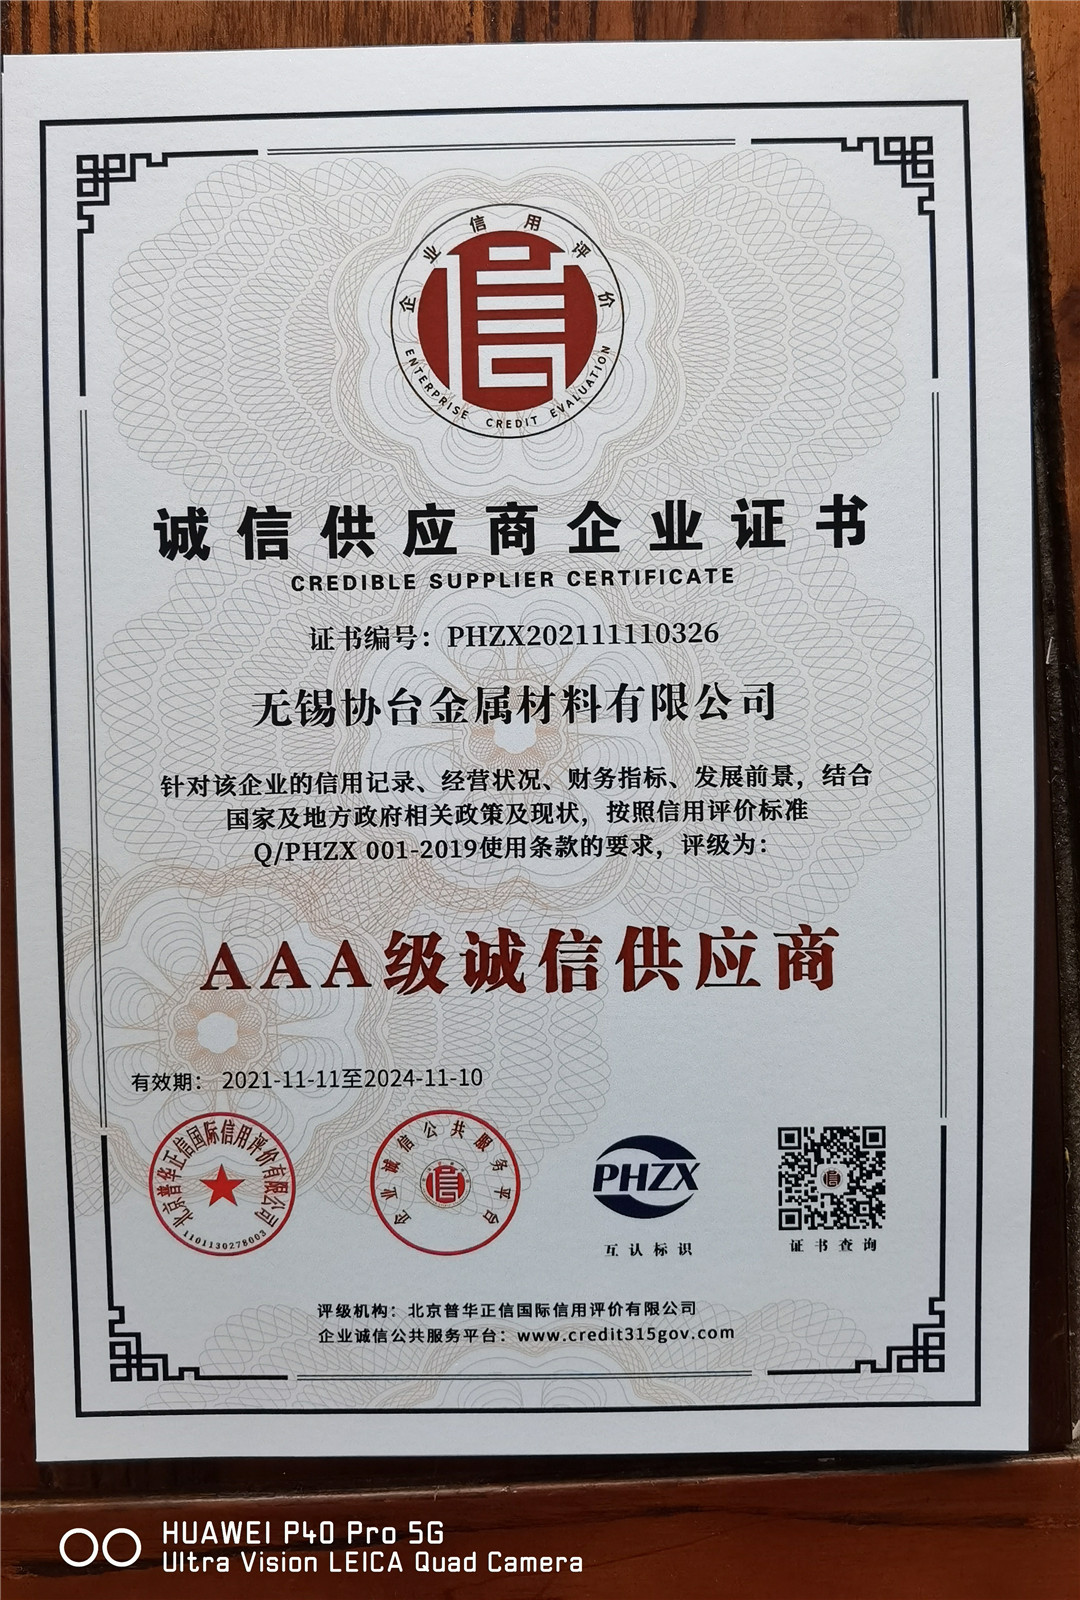 企业信用评价
信
ENTERPRISE CREDIT EVALUATION
诚信供应商企业证书
CREDIBLE SUPPLIER CERTIFICATE
证书编号：PHZX202111110326
无锡协台金属材料有限公司
针对该企业的信用记录、经营状况、财务指标、发展前景，结合
国家及地方政府相关政策及现状，按照信用评价标准
Q/PHZX 001-2019使用条款的要求，评级为：
AAA级诚信供应商
有效期： 2021-11-11至2024-11-10
北京普华正信国际信用评价有限公司
1101130278003
企业诚信公共服务平台
信
PHZX
互认标识
证书查询
评级机构：北京普华正信国际信用评价有限公司
企业诚信公共服务平台：www.credit315gov.com
HUAWEI P40 Pro 5G
Ultra Vision LEICA Quad Camera